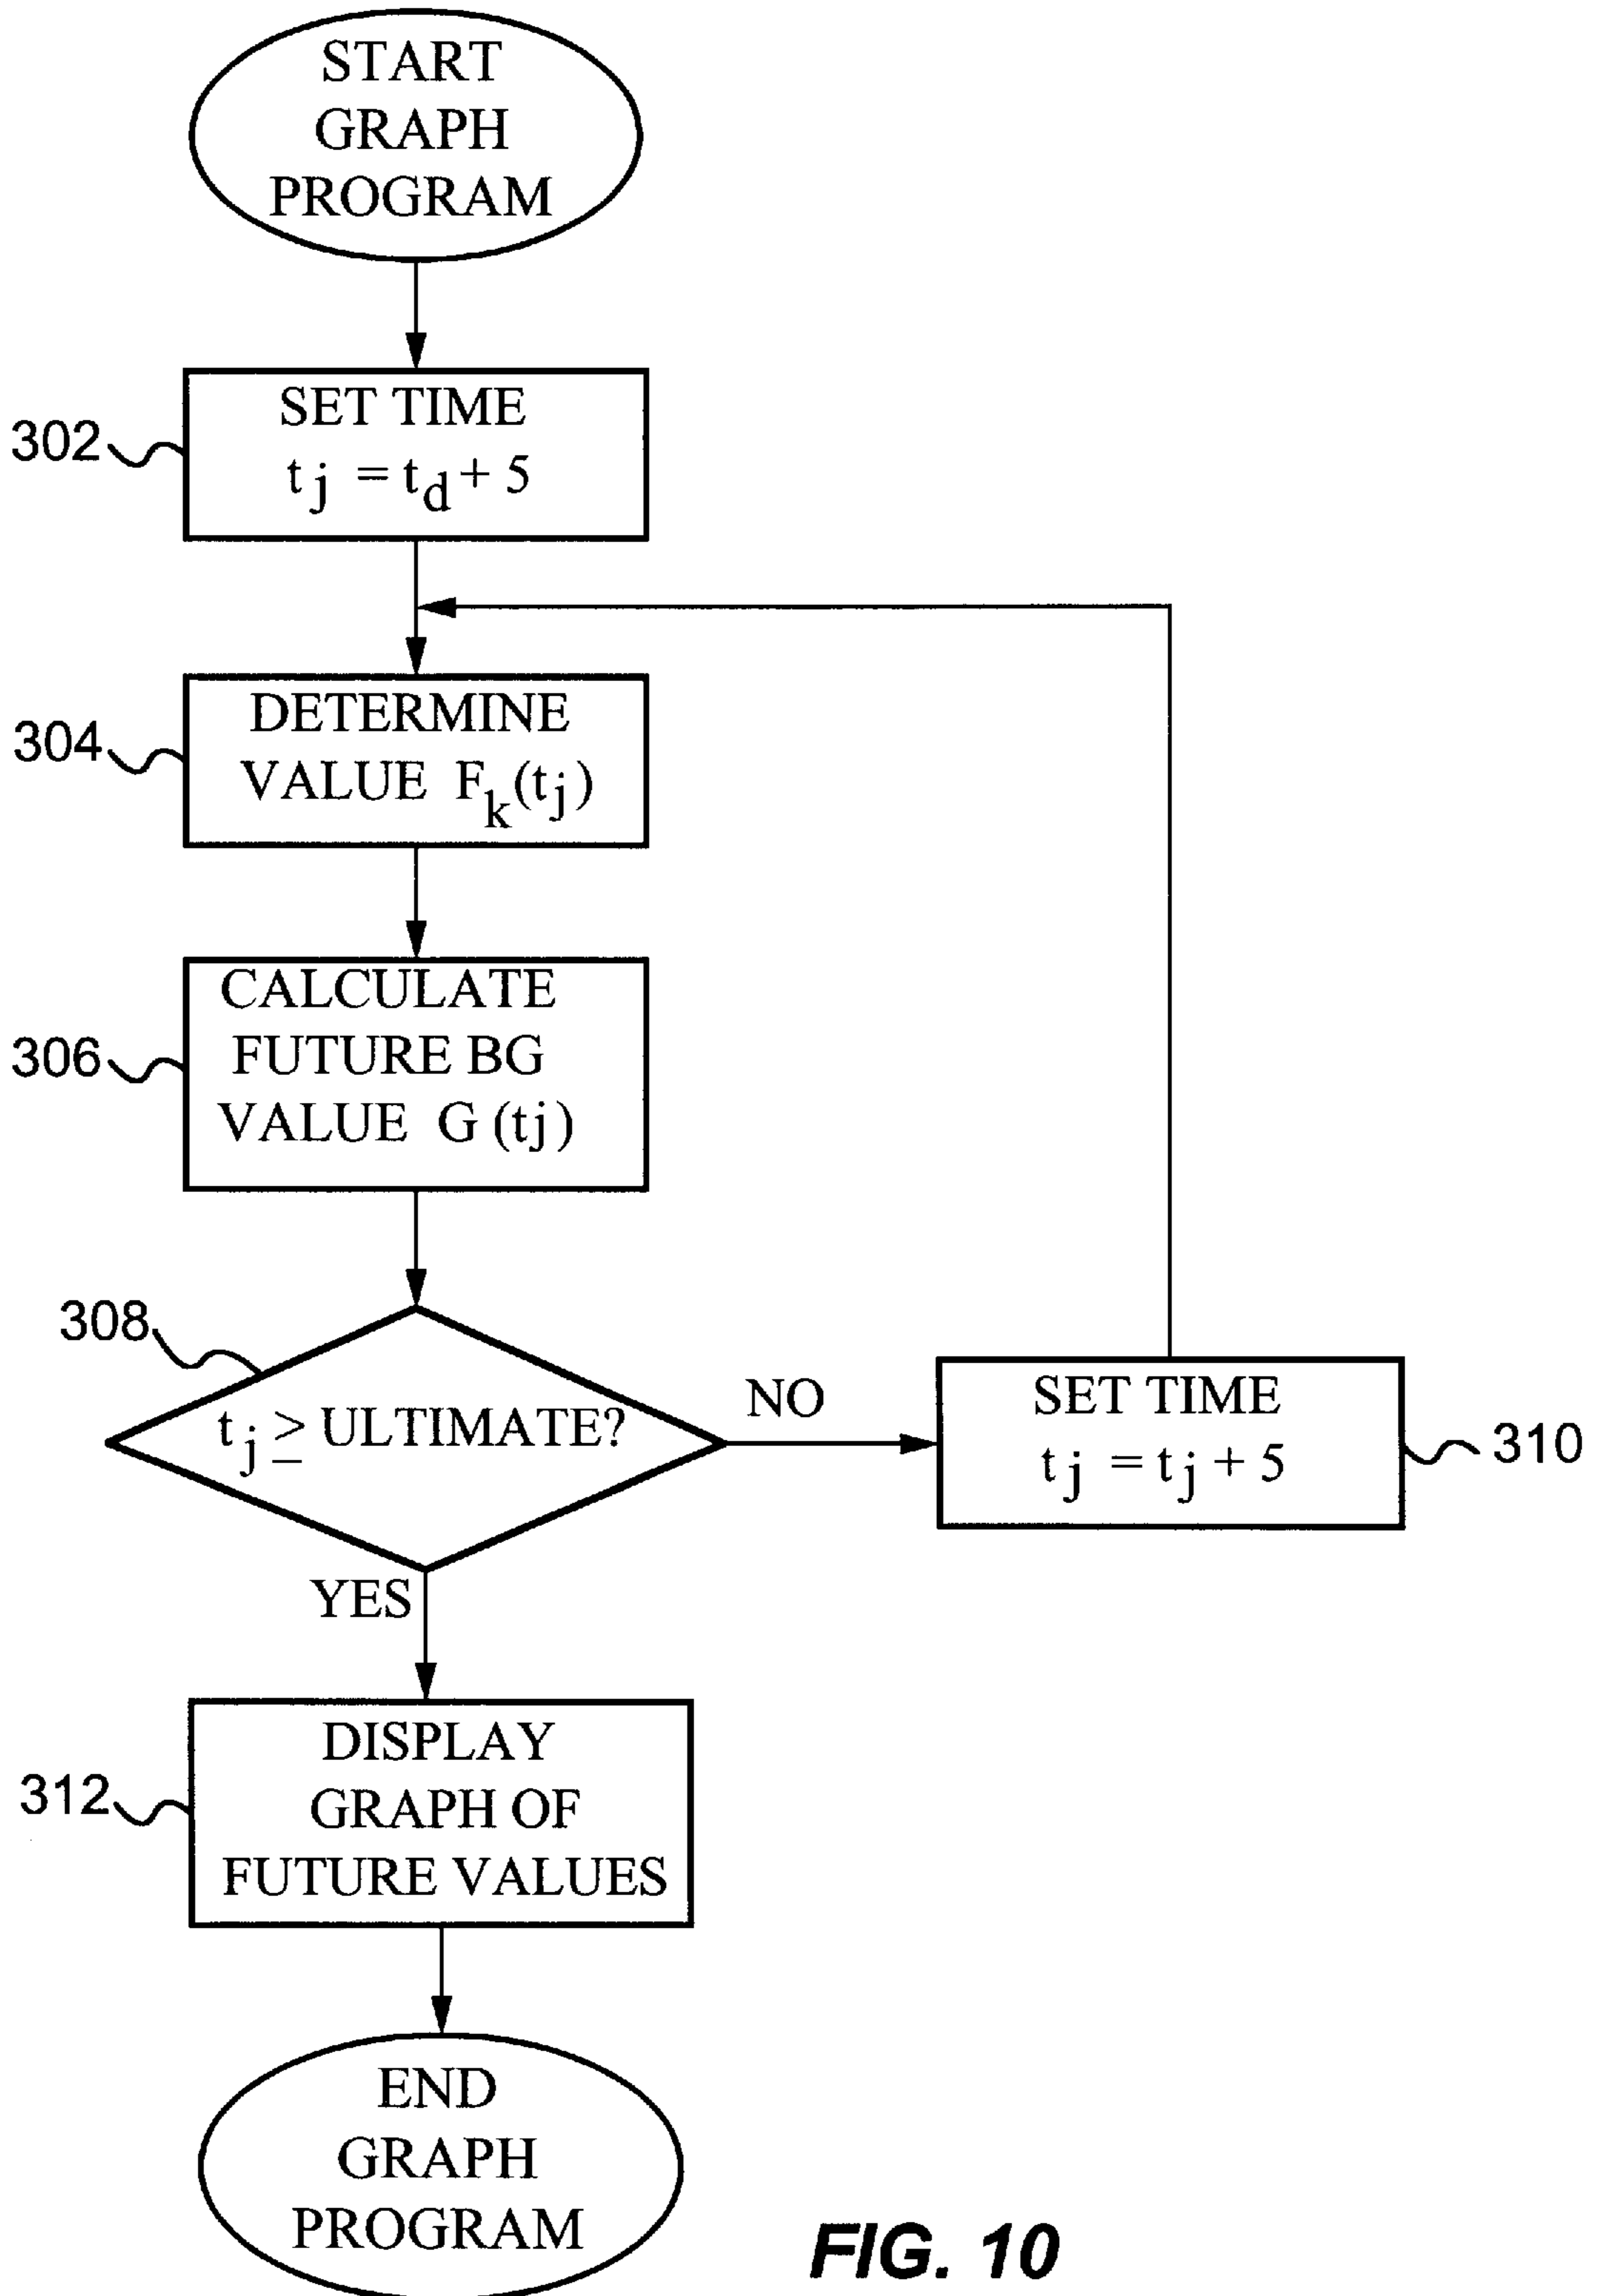 START
GRAPH
PROGRAM
302
SET TIME
t j = t d + 5
304
DETERMINE
VALUE F k (t j)
306
CALCULATE
FUTURE BG
VALUE G (tj)
308
t j ≥ ULTIMATE?
NO
SET TIME
t j = t j + 5
310
YES
312
DISPLAY
GRAPH OF
FUTURE VALUES
END
GRAPH
PROGRAM
FIG. 10